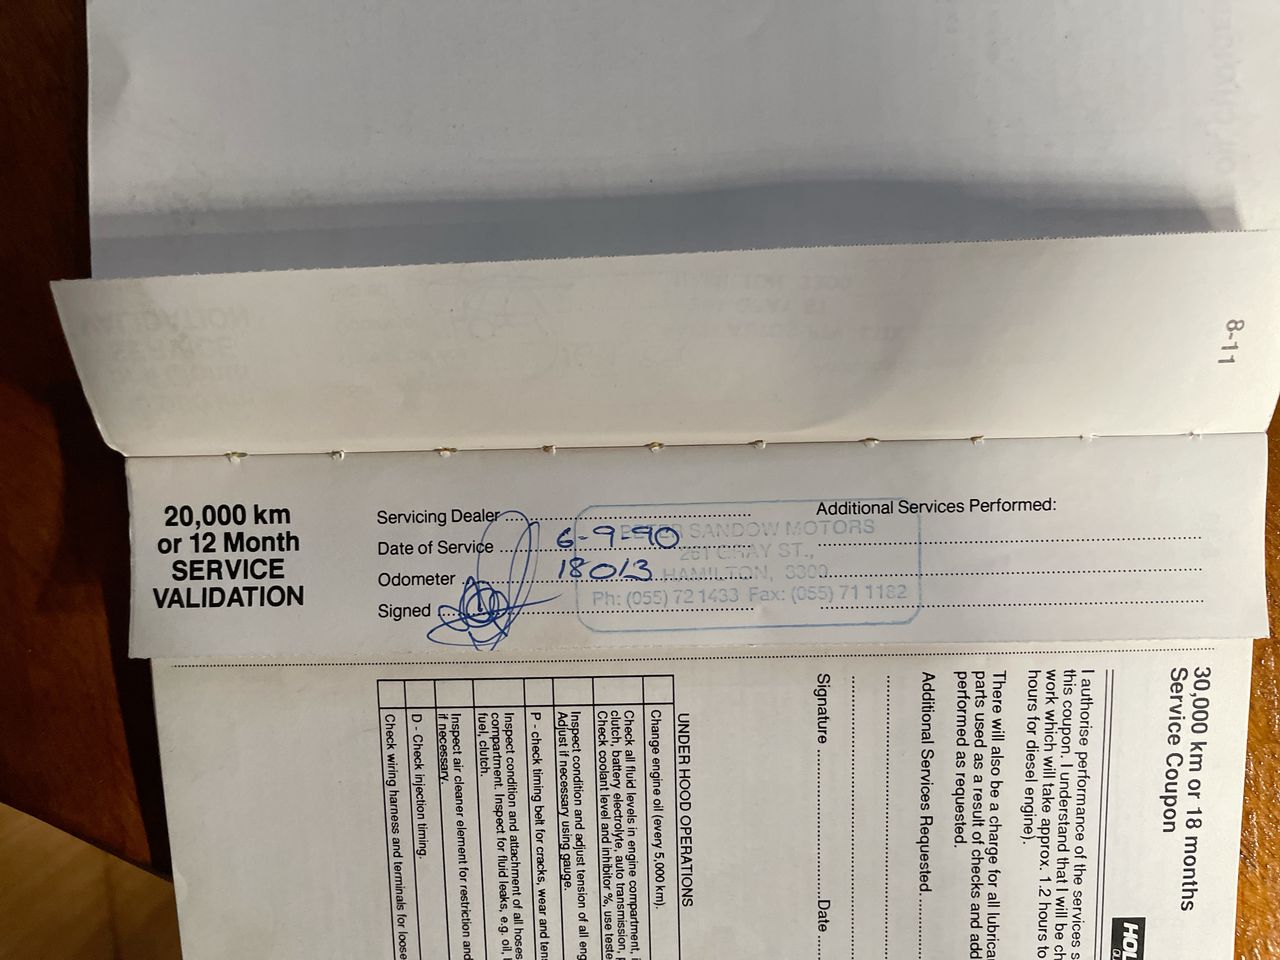 8-11
20,000 km
or 12 Month
SERVICE
VALIDATION
Servicing Dealer
Date of Service 6-9-90
Odometer 18013
Signed
PETER SANDOW MOTORS
GRAY ST.,
HAMILTON, 3300
Ph: (055) 72 1433 Fax: (055) 71 1182
Additional Services Performed:
30,000 km or 18 months
Service Coupon
HOL
I authorise performance of the services
this coupon. I understand that I will be
work which will take approx. 1.2 hours to
hours for diesel engine).
There will also be a charge for all
parts used as a result of checks and
performed as requested.
Additional Services Requested
Signature Date
UNDER HOOD OPERATIONS
Change engine oil (every 5,000 km).
Check all fluid levels in engine compartment,
clutch, battery electrolyte, auto transmission,
Check coolant level and inhibitor %, use
Inspect condition and adjust tension of all
Adjust if necessary using gauge.
P - check timing belt for cracks, wear and
Inspect condition and attachment of all hoses
compartment. Inspect for fluid leaks, e.g. oil,
fuel, clutch.
Inspect air cleaner element for restriction and
if necessary.
D - Check injection timing.
Check wiring harness and terminals for loose